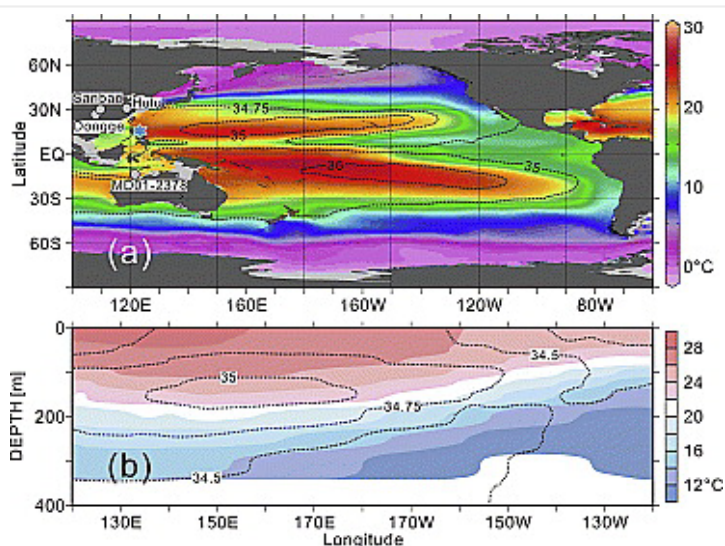 60N
30N
EQ
30S
60S
Latitude
Sanbao Hulu
Dongge
MD01-2378
34.75
35
36
35
(a)
30
20
10
0°C
120E 160E 160W 120W 80W
0
200
400
DEPTH [m]
35
34.75
34.5
34.5
(b)
28
24
20
16
12°C
130E 150E 170E 170W 150W 130W
Longitude